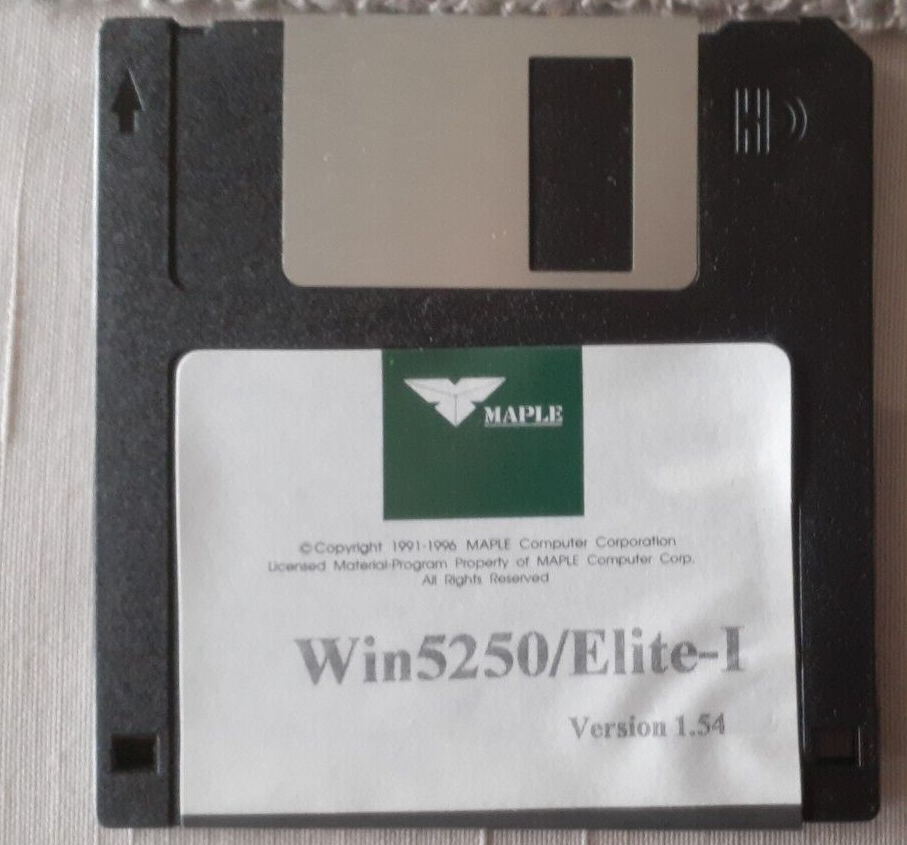 MAPLE
©Copyright 1991-1996 MAPLE Computer Corporation
Licensed Material-Program Property of MAPLE Computer Corp.
All Rights Reserved
Win5250/Elite-I
Version 1.54